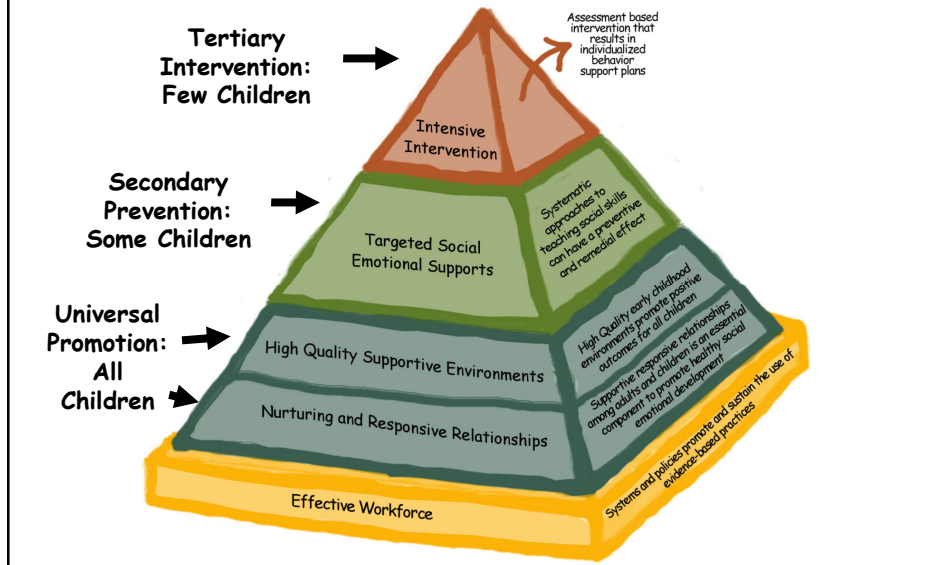 Tertiary
Intervention:
Few Children
Assessment based
intervention that
results in
individualized
behavior
support plans
Intensive
Intervention
Secondary
Prevention:
Some Children
Targeted Social
Emotional Supports
Systematic
approaches to
teaching social skills
can have a preventive
and remedial effect
Universal
Promotion:
All
Children
High Quality Supportive Environments
High Quality early childhood
environments promote positive
outcomes for all children
Nurturing and Responsive Relationships
Supportive responsive relationships
among adults and children is an essential
component to promote healthy social
emotional development
Effective Workforce
Systems and policies promote and sustain the use of
evidence-based practices